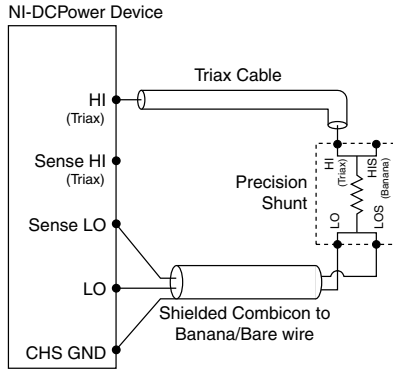 NI-DCPower Device
HI
(Triax)
Triax Cable
Sense HI
(Triax)
Precision
Shunt
HI
(Triax)
HIS
(Banana)
LO
LOS
Sense LO
LO
Shielded Combicon to
Banana/Bare wire
CHS GND